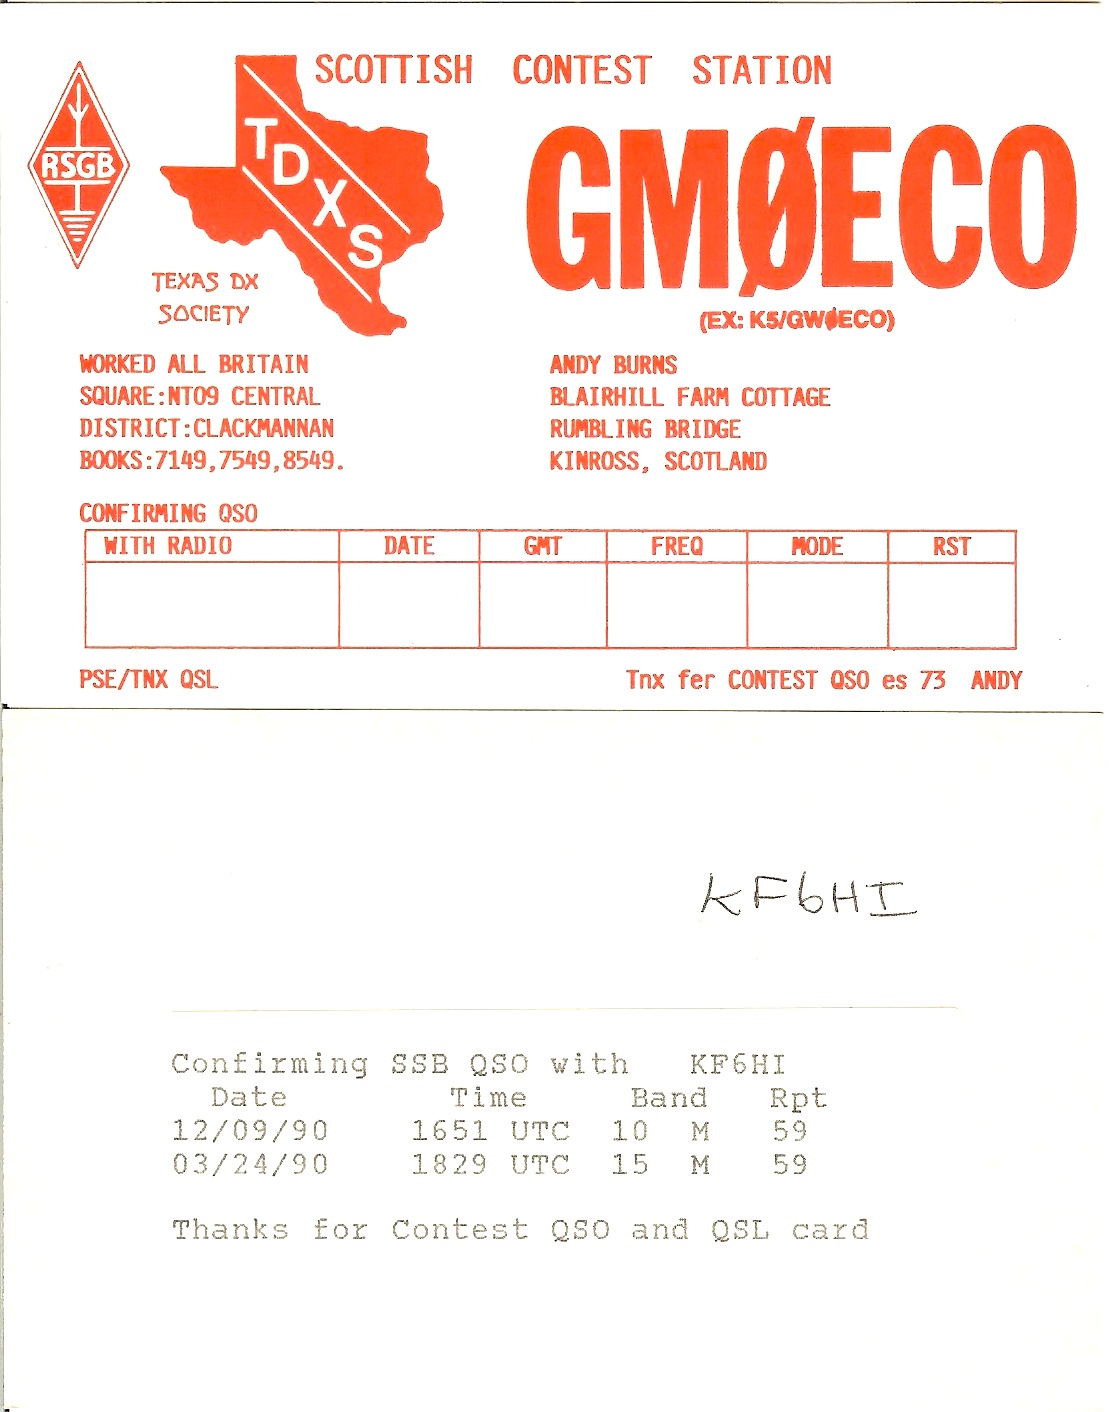 SCOTTISH CONTEST STATION
RSGB
TDXS
GMØECO
TEXAS DX
SOCIETY
(EX: K5/GWØECO)
WORKED ALL BRITAIN
SQUARE:NT09 CENTRAL
DISTRICT:CLACKMANNAN
BOOKS:7149,7549,8549.
ANDY BURNS
BLAIRHILL FARM COTTAGE
RUMBLING BRIDGE
KINROSS, SCOTLAND
CONFIRMING QSO
WITH RADIO DATE GMT FREQ MODE RST
PSE/TNX QSL Tnx fer CONTEST QSO es 73 ANDY
KF6HI
Confirming SSB QSO with KF6HI
Date Time Band Rpt
12/09/90 1651 UTC 10 M 59
03/24/90 1829 UTC 15 M 59
Thanks for Contest QSO and QSL card